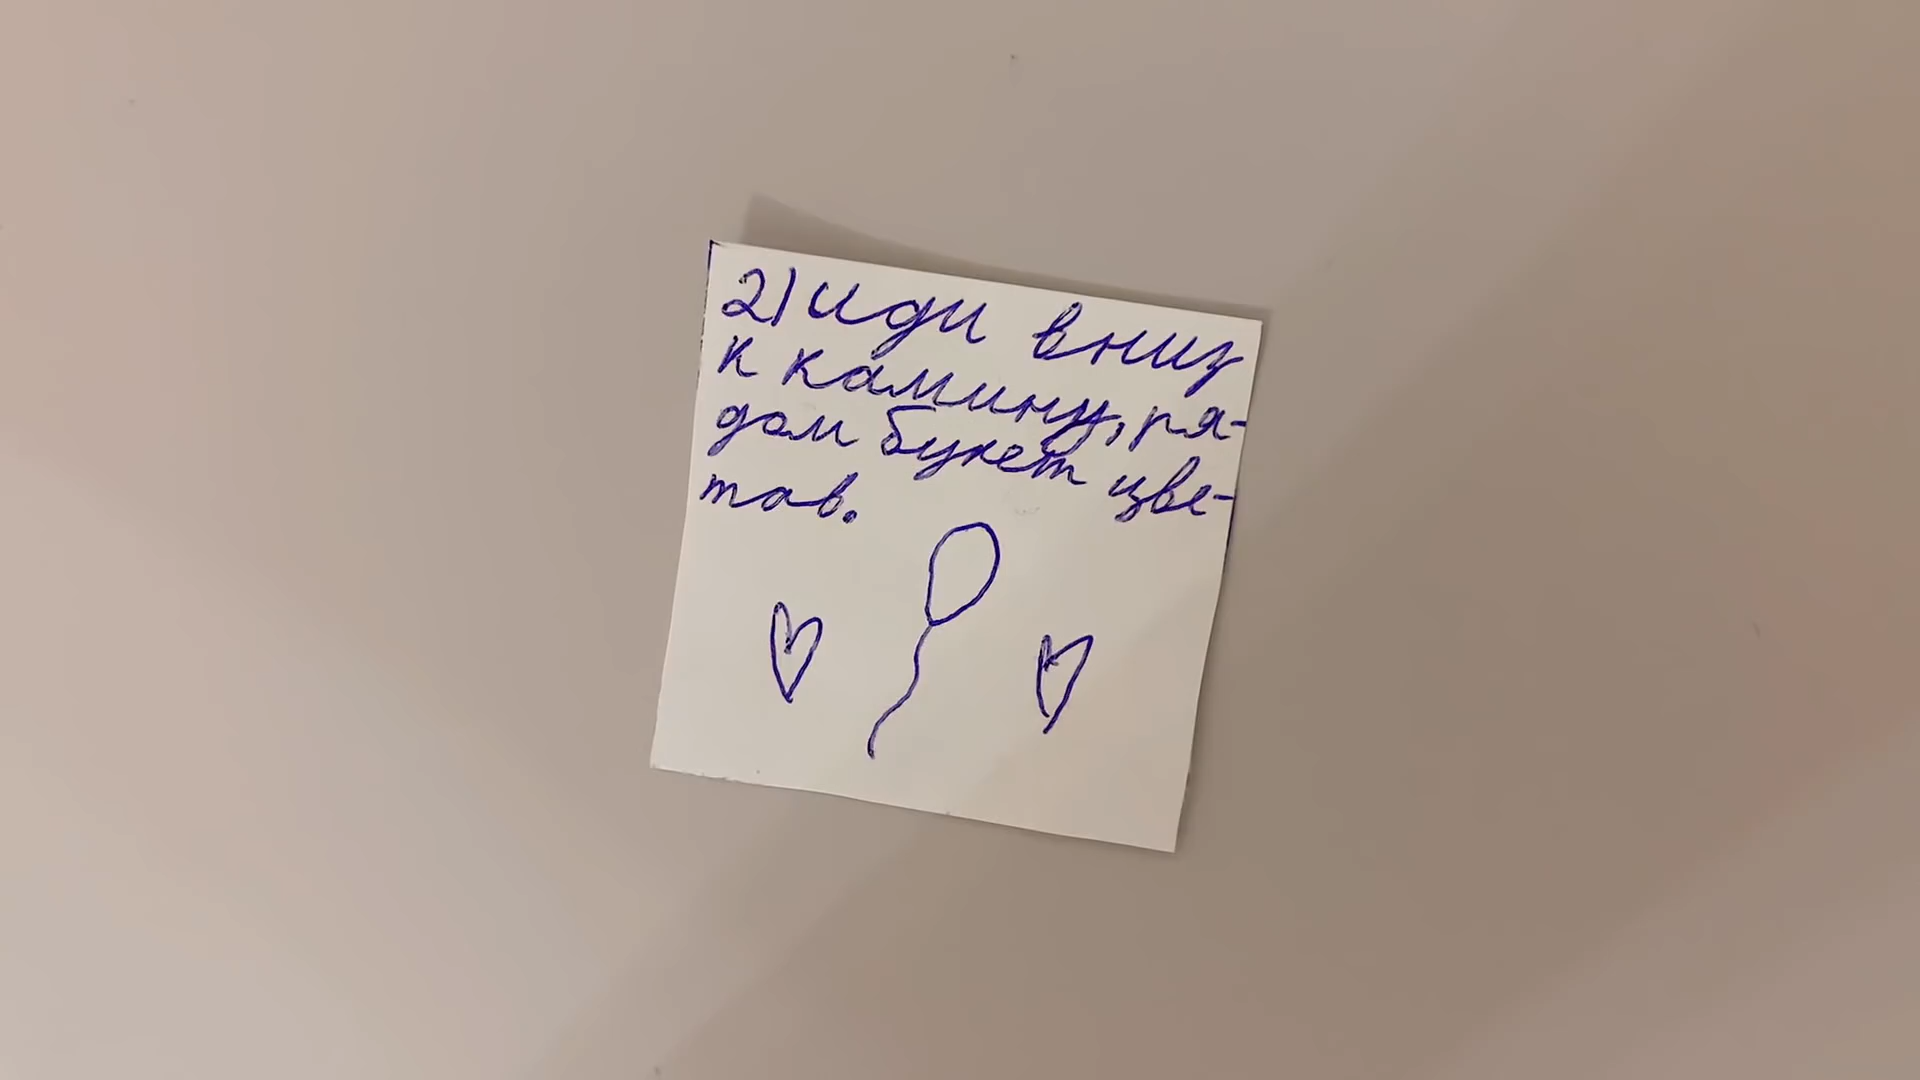 2) иди вниз
к камину, ря-
дом букет цве-
тов.